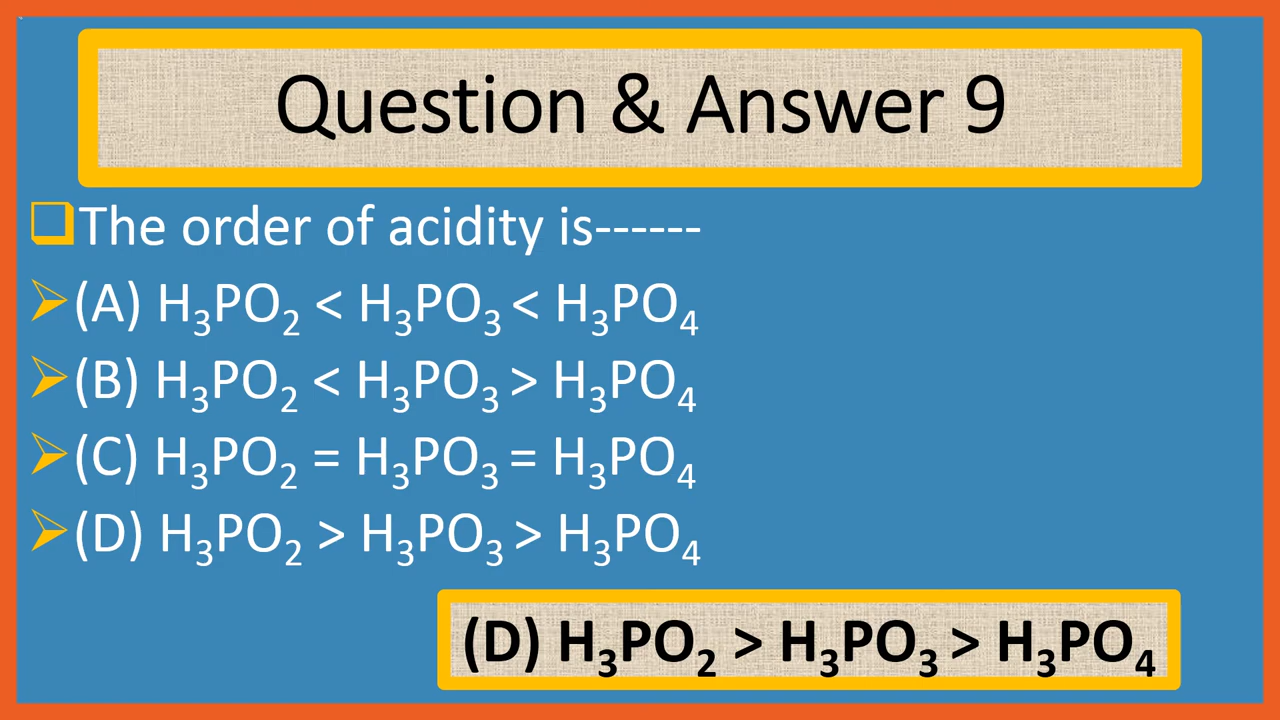 Question & Answer 9
The order of acidity is------
(A) H₃PO₂ < H₃PO₃ < H₃PO₄
(B) H₃PO₂ < H₃PO₃ > H₃PO₄
(C) H₃PO₂ = H₃PO₃ = H₃PO₄
(D) H₃PO₂ > H₃PO₃ > H₃PO₄
(D) H₃PO₂ > H₃PO₃ > H₃PO₄